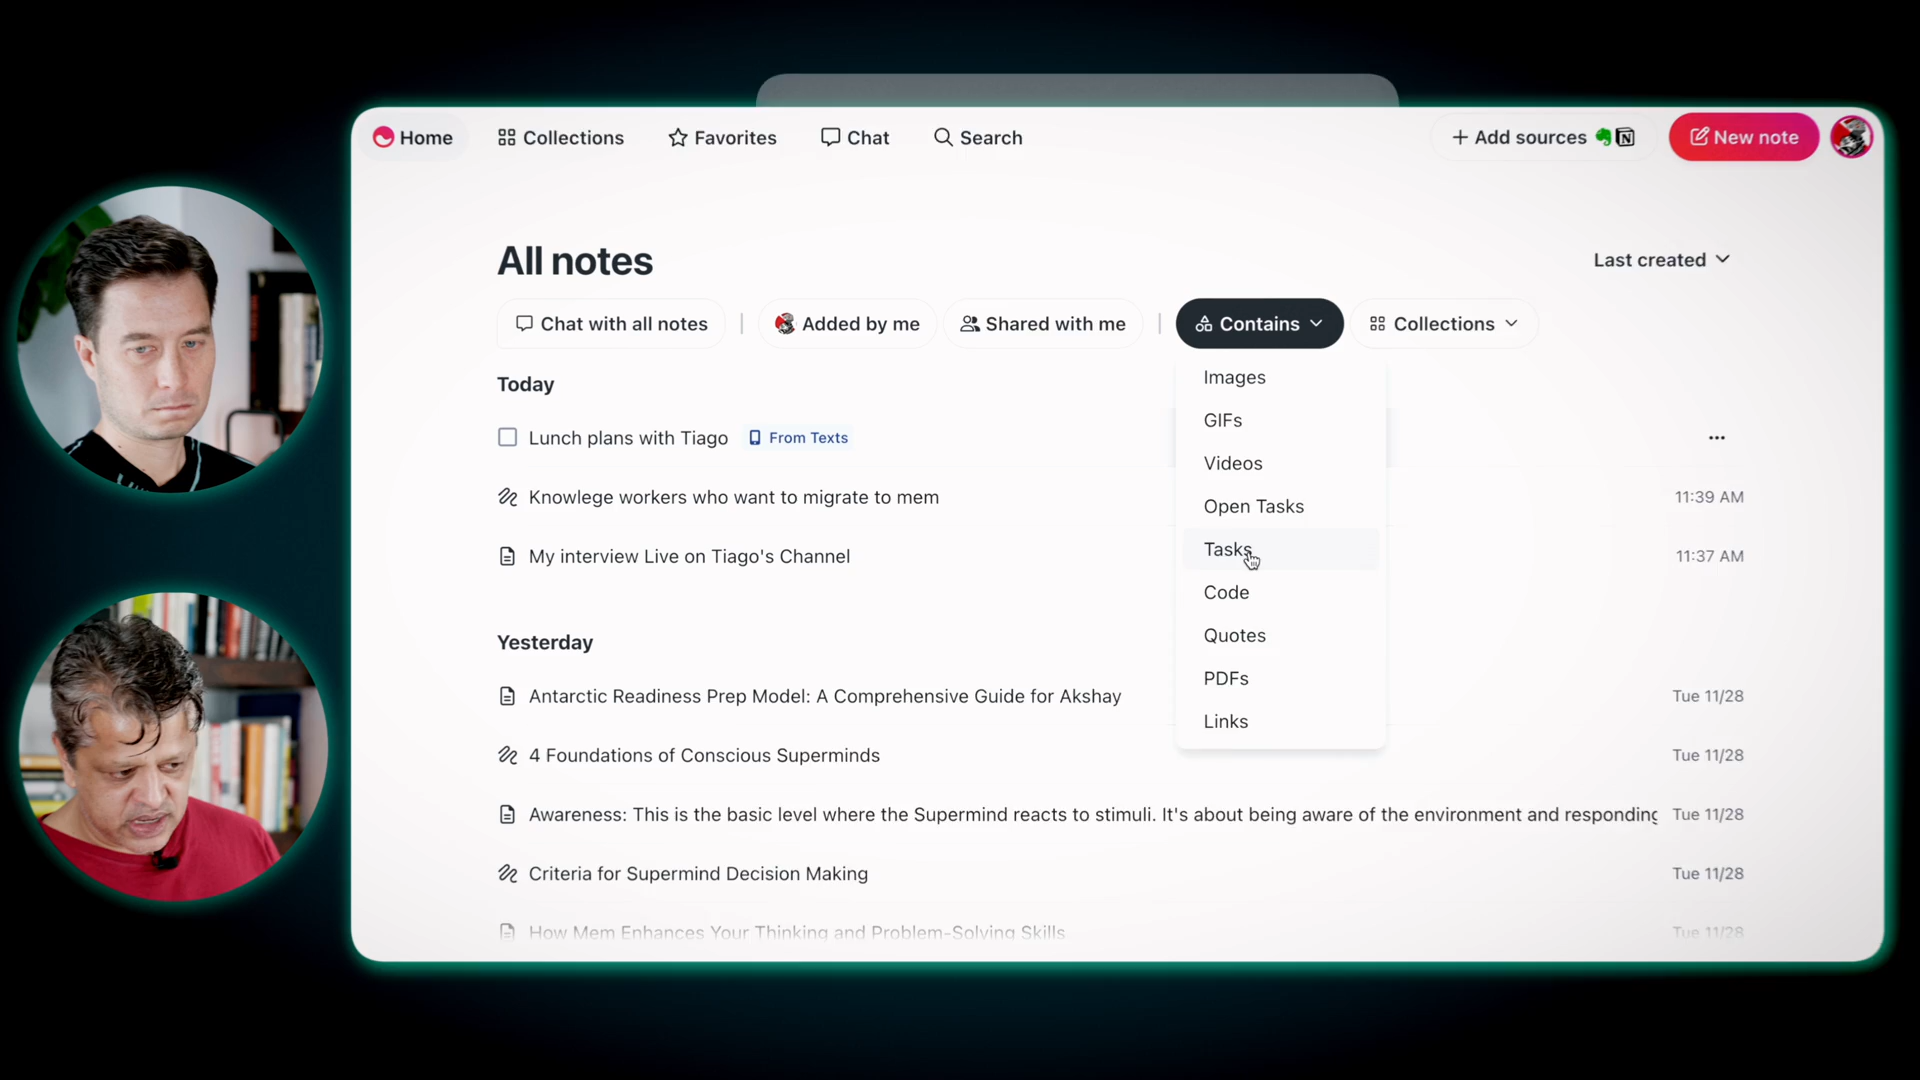 Home Collections Favorites Chat Search + Add sources New note
All notes
Last created
Chat with all notes Added by me Shared with me Contains Collections
Today
Images
GIFs
Lunch plans with Tiago From Texts
Videos
Knowlege workers who want to migrate to mem 11:39 AM
Open Tasks
Tasks
My interview Live on Tiago's Channel 11:37 AM
Code
Yesterday
Quotes
PDFs
Antarctic Readiness Prep Model: A Comprehensive Guide for Akshay Tue 11/28
Links
4 Foundations of Conscious Superminds Tue 11/28
Awareness: This is the basic level where the Supermind reacts to stimuli. It's about being aware of the environment and responding Tue 11/28
Criteria for Supermind Decision Making Tue 11/28
How Mem Enhances Your Thinking and Problem-Solving Skills Tue 11/28